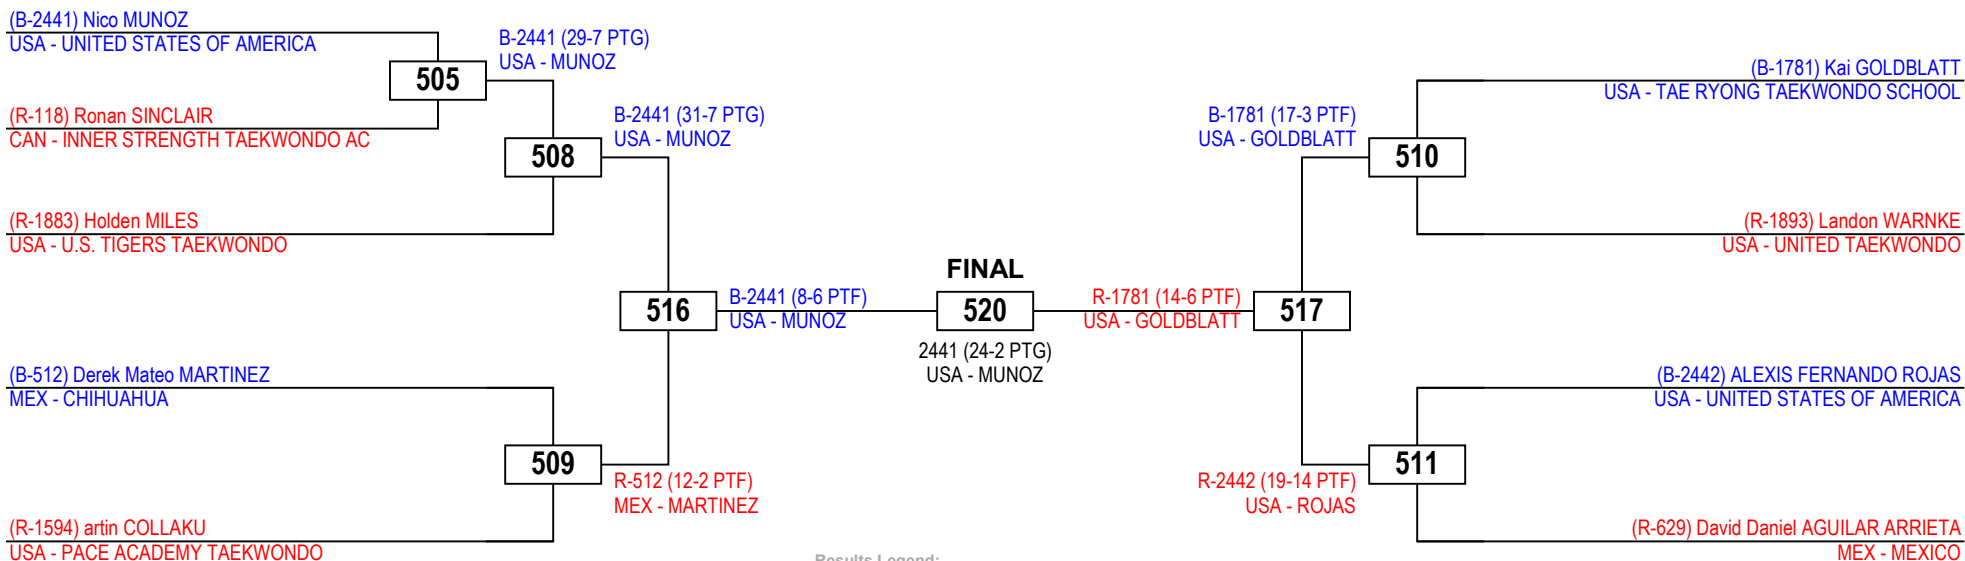 (B-2441) Nico MUNOZ
USA - UNITED STATES OF AMERICA
505
(R-118) Ronan SINCLAIR
CAN - INNER STRENGTH TAEKWONDO AC
B-2441 (29-7 PTG)
USA - MUNOZ
508
(R-1883) Holden MILES
USA - U.S. TIGERS TAEKWONDO
B-2441 (31-7 PTG)
USA - MUNOZ
516
(B-512) Derek Mateo MARTINEZ
MEX - CHIHUAHUA
509
(R-1594) artin COLLAKU
USA - PACE ACADEMY TAEKWONDO
R-512 (12-2 PTF)
MEX - MARTINEZ
B-2441 (8-6 PTF)
USA - MUNOZ
FINAL
520
2441 (24-2 PTG)
USA - MUNOZ
R-1781 (14-6 PTF)
USA - GOLDBLATT
517
B-1781 (17-3 PTF)
USA - GOLDBLATT
510
(B-1781) Kai GOLDBLATT
USA - TAE RYONG TAEKWONDO SCHOOL
(R-1893) Landon WARNKE
USA - UNITED TAEKWONDO
R-2442 (19-14 PTF)
USA - ROJAS
511
(B-2442) ALEXIS FERNANDO ROJAS
USA - UNITED STATES OF AMERICA
(R-629) David Daniel AGUILAR ARRIETA
MEX - MEXICO
Results Legend: